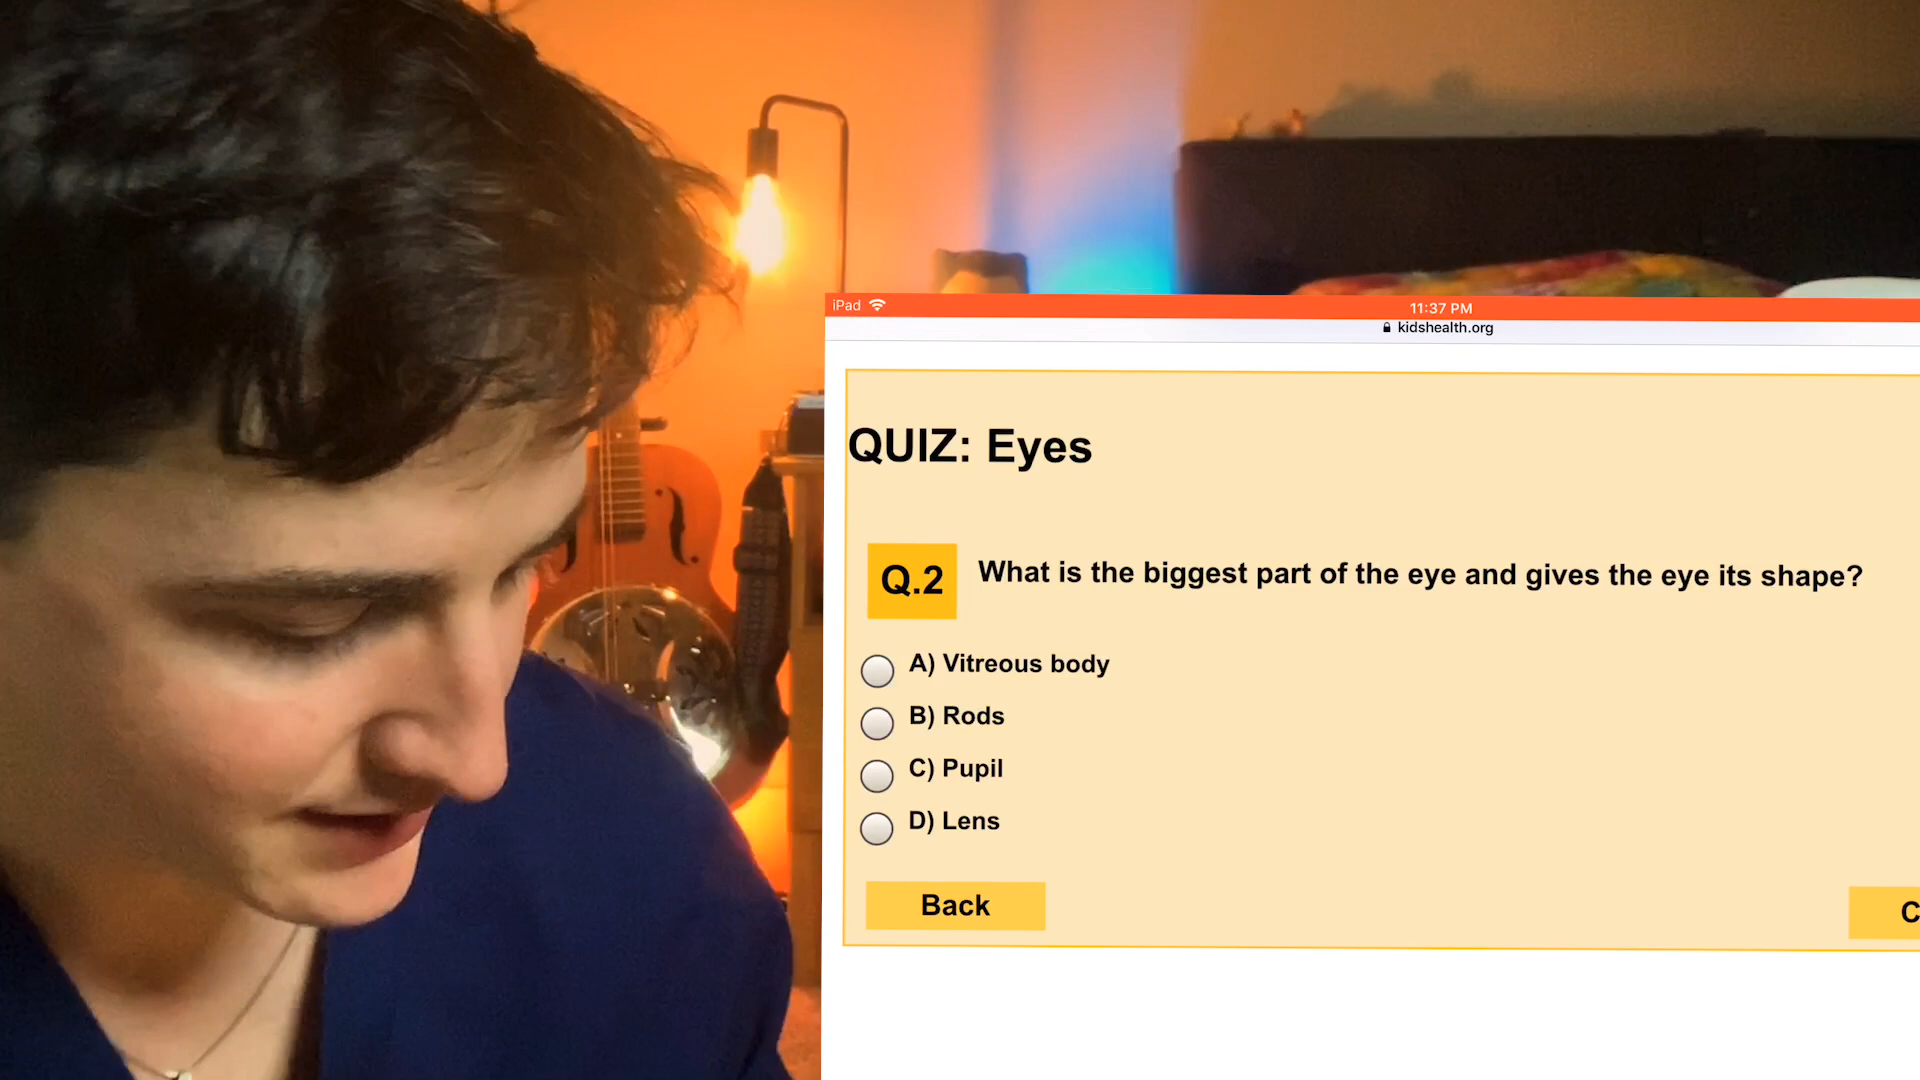 iPad
11:37 PM
kidshealth.org
QUIZ: Eyes
Q.2 What is the biggest part of the eye and gives the eye its shape?
A) Vitreous body
B) Rods
C) Pupil
D) Lens
Back